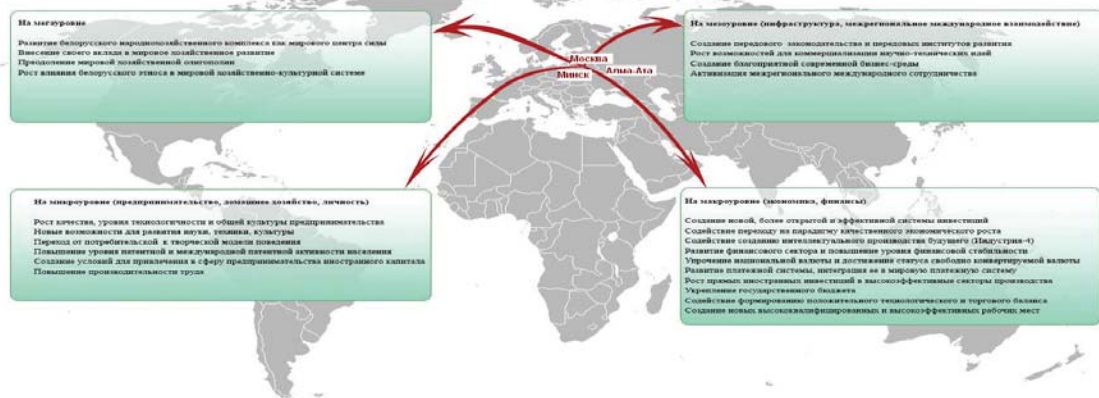 На мегауровне
Развитие белорусского народнохозяйственного комплекса как мирового центра силы
Внесение своего вклада в мировое хозяйственное развитие
Преодоление мировой хозяйственной олигополии
Рост влияния белорусского этноса в мировой хозяйственно-культурной системе
На мезоуровне (инфраструктура, межрегиональное международное взаимодействие)
Создание передового законодательства и передовых институтов развития
Рост возможностей для коммерциализации научно-технических идей
Создание благоприятной современной бизнес-среды
Активизация межрегионального международного сотрудничества
Москва
Алма-Ата
Минск
На микроуровне (предпринимательство, домашнее хозяйство, личность)
Рост качества, уровня технологичности и общей культуры предпринимательства
Новые возможности для развития науки, техники, культуры
Переход от потребительской к творческой модели поведения
Повышение уровня патентной и международной патентной активности населения
Создание условий для привлечения в сферу предпринимательства иностранного капитала
Повышение производительности труда
На макроуровне (экономика, финансы)
Создание новой, более открытой и эффективной системы инвестиций
Содействие переходу на парадигму качественного экономического роста
Содействие созданию интеллектуального производства будущего (Индустрия-4)
Развитие финансового сектора и повышение уровня финансовой стабильности
Упрочение национальной валюты и достижение статуса свободно конвертируемой валюты
Развитие платежной системы, интеграция ее в мировую платежную систему
Рост прямых иностранных инвестиций в высокоэффективные секторы производства
Укрепление государственного бюджета
Содействие формированию положительного технологического и торгового баланса
Создание новых высококвалифицированных и высокоэффективных рабочих мест